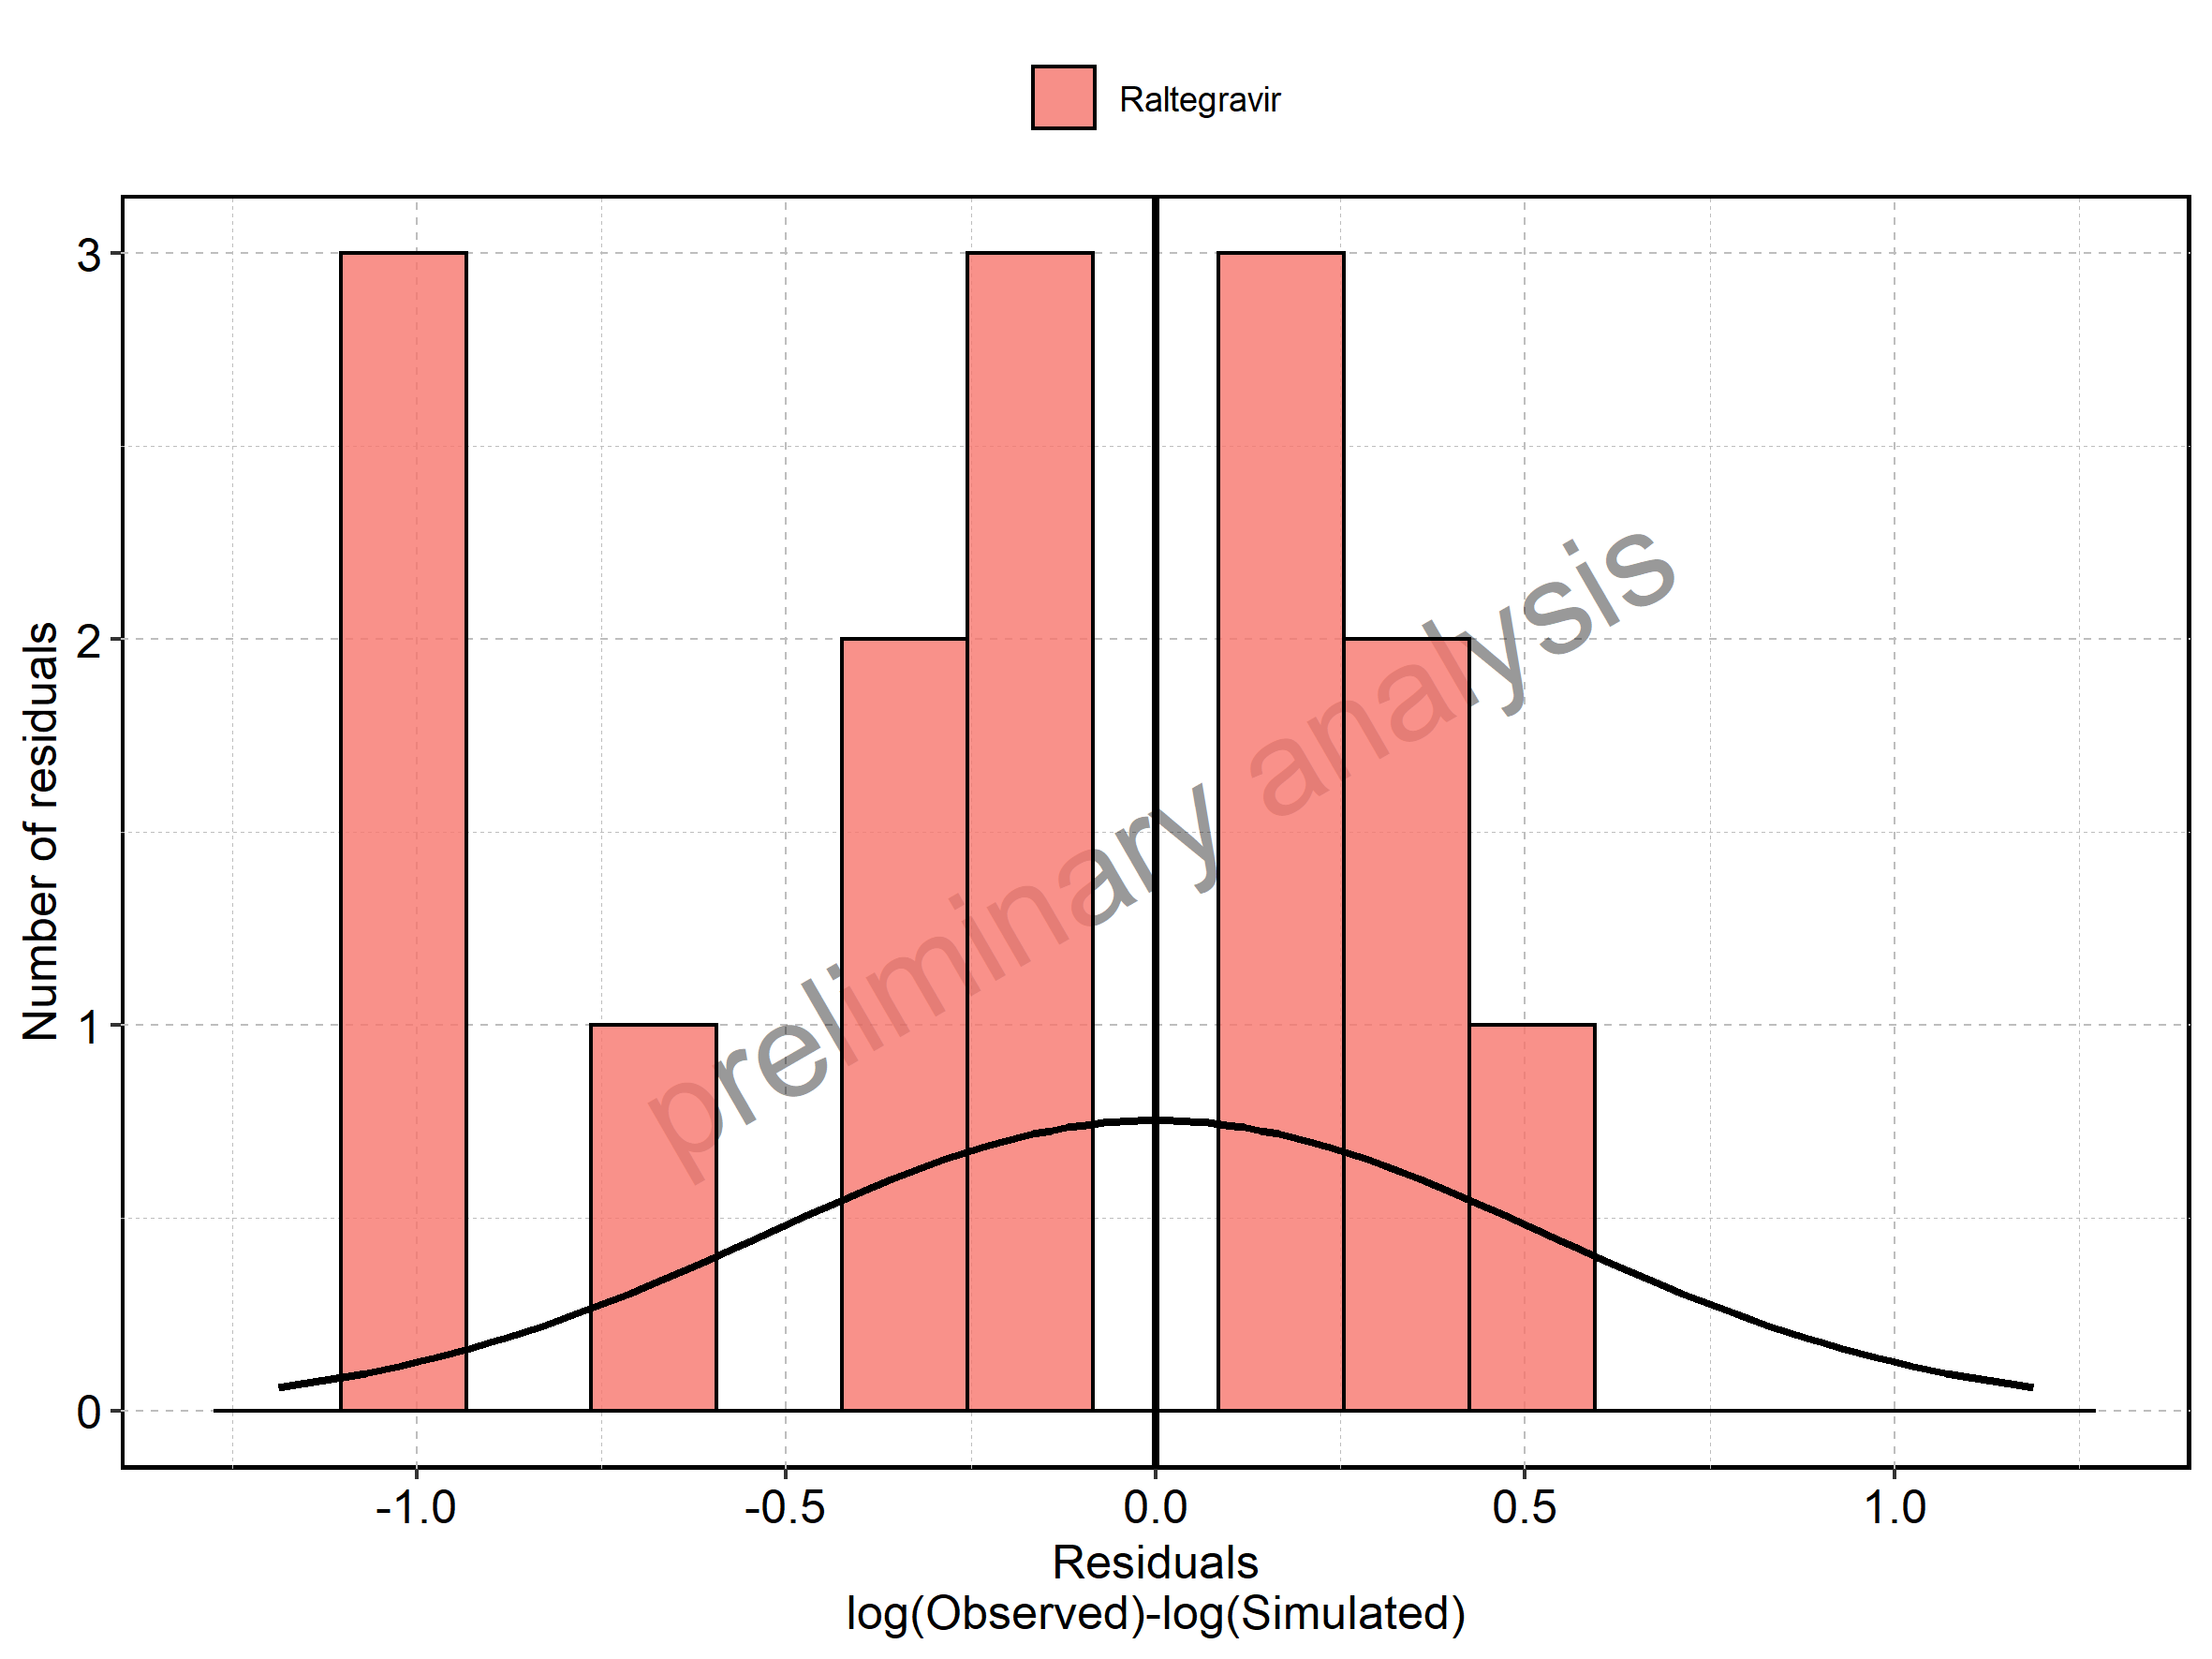 Raltegravir
3
2
1
0
Number of residuals
preliminary analysis
-1.0 -0.5 0.0 0.5 1.0
Residuals
log(Observed)-log(Simulated)